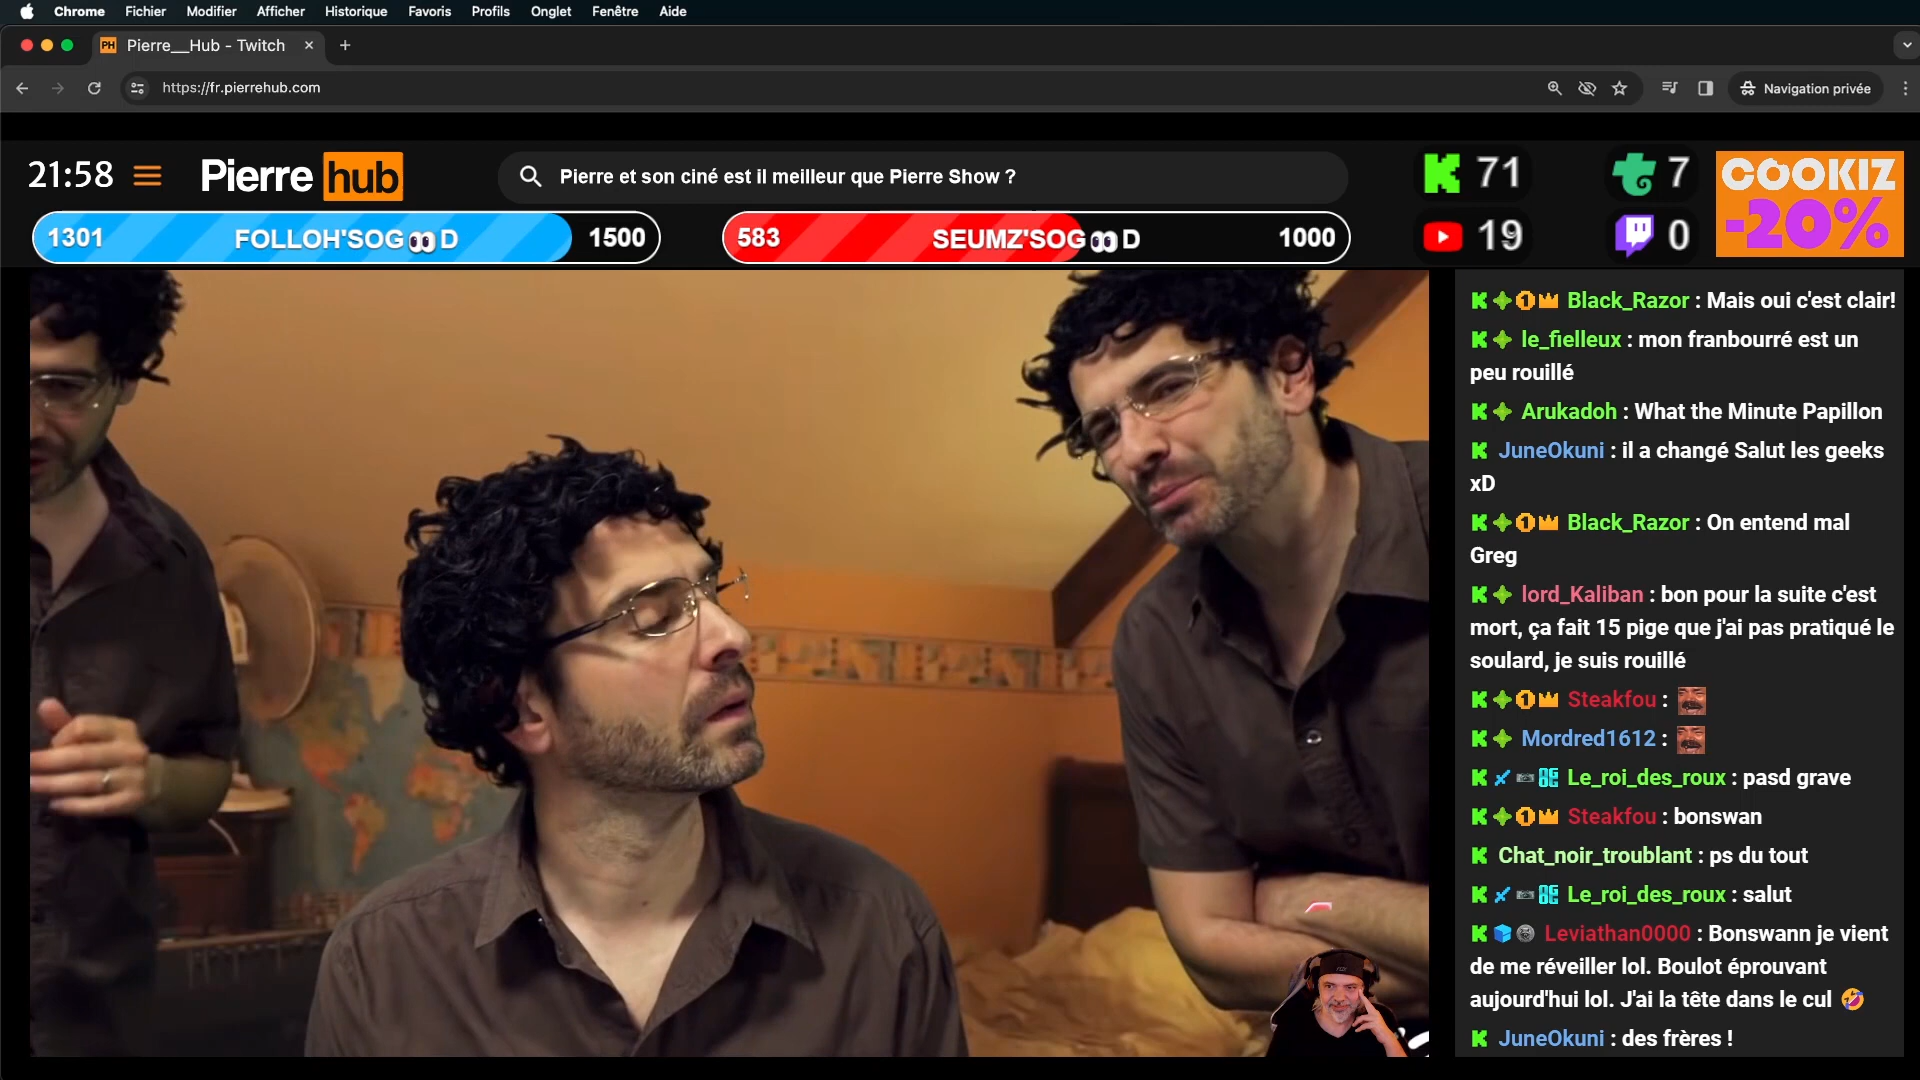 Chrome Fichier Modifier Afficher Historique Favoris Profils Onglet Fenêtre Aide
PH Pierre__Hub - Twitch
https://fr.pierrehub.com
Navigation privée
21:58
Pierre hub
Pierre et son ciné est il meilleur que Pierre Show ?
71
7
COOKIZ
-20%
1301 FOLLOH'SOG👀D 1500
583 SEUMZ'SOG👀D 1000
19
0
Black_Razor : Mais oui c'est clair!
le_fielleux : mon franbourré est un
peu rouillé
Arukadoh : What the Minute Papillon
JuneOkuni : il a changé Salut les geeks
xD
Black_Razor : On entend mal
Greg
lord_Kaliban : bon pour la suite c'est
mort, ça fait 15 pige que j'ai pas pratiqué le
soulard, je suis rouillé
Steakfou :
Mordred1612 :
Le_roi_des_roux : pasd grave
Steakfou : bonswan
Chat_noir_troublant : ps du tout
Le_roi_des_roux : salut
Leviathan0000 : Bonswann je vient
de me réveiller lol. Boulot éprouvant
aujourd'hui lol. J'ai la tête dans le cul 🤣
JuneOkuni : des frères !